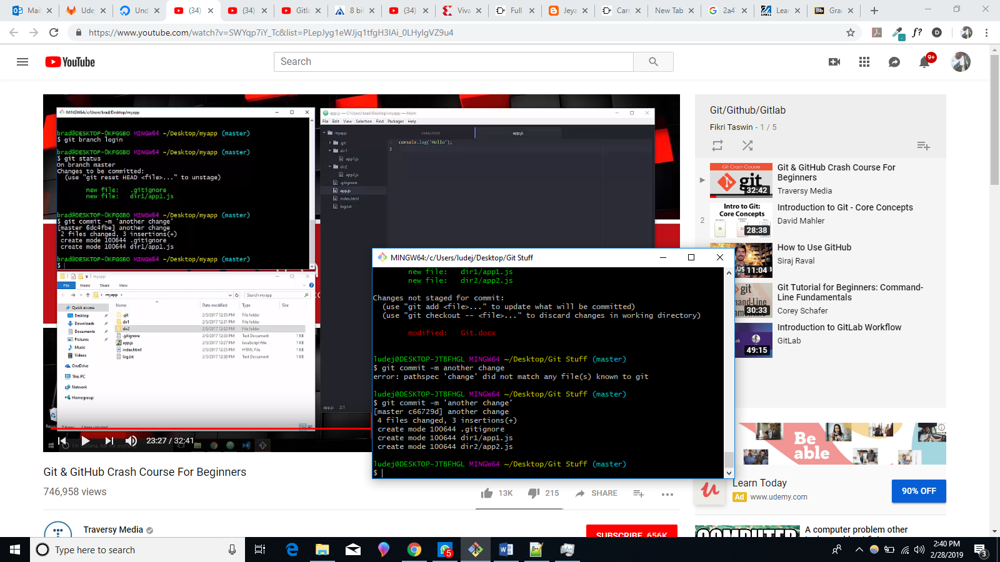 Mail
Ude
Und
(34)
(34)
Gitla
8 bi
(34)
Viva
Full
Jeya
Carr
New Tab
2a4
Lear
Grac
https://www.youtube.com/watch?v=SWYqp7iY_Tc&list=PLepJyg1eWJjq1tfgH3IAi_0LHyIgVZ9u4
YouTube
Search
9+
MINGW64:/c/Users/brad/Desktop/myapp
brad@DESKTOP-0KFGGBO MINGW64 ~/Desktop/myapp (master)
$ git branch login
brad@DESKTOP-0KFGGBO MINGW64 ~/Desktop/myapp (master)
$ git status
On branch master
Changes to be committed:
(use "git reset HEAD <file>..." to unstage)
new file: .gitignore
new file: dir1/app1.js
brad@DESKTOP-0KFGGBO MINGW64 ~/Desktop/myapp (master)
$ git commit -m 'another change'
[master 6dc4fbe] another change
2 files changed, 3 insertions(+)
create mode 100644 .gitignore
create mode 100644 dir1/app1.js
brad@DESKTOP-0KFGGBO MINGW64 ~/Desktop/myapp (master)
$
app.js — C:\Users\brad\Desktop\myapp — Atom
File Edit View Selection Find Packages Help
myapp
.git
dir1
app1.js
dir2
app2.js
.gitignore
app.js
index.html
log.txt
index.html
app.js
1 console.log('Hello');
2
app.js 2:1
myapp
File Home Share View
myapp
Search myapp
Name Date modified Type Size
Quick access
Desktop
Downloads
Documents
Pictures
Music
Videos
OneDrive
This PC
Network
Homegroup
.git 2/5/2017 12:35 PM File folder
dir1 2/5/2017 12:31 PM File folder
dir2 2/5/2017 12:32 PM File folder
.gitignore 2/5/2017 12:33 PM Text Document 1 KB
app.js 2/5/2017 12:27 PM JavaScript File 1 KB
index.html 2/5/2017 12:25 PM HTML File 1 KB
log.txt 2/5/2017 12:30 PM Text Document 1 KB
7 items 1 item selected
23:27 / 32:41
MINGW64:/c/Users/ludej/Desktop/Git Stuff
new file: dir1/app1.js
new file: dir2/app2.js
Changes not staged for commit:
(use "git add <file>..." to update what will be committed)
(use "git checkout -- <file>..." to discard changes in working directory)
modified: Git.docx
ludej@DESKTOP-JTBFHGL MINGW64 ~/Desktop/Git Stuff (master)
$ git commit -m another change
error: pathspec 'change' did not match any file(s) known to git
ludej@DESKTOP-JTBFHGL MINGW64 ~/Desktop/Git Stuff (master)
$ git commit -m 'another change'
[master c66729d] another change
4 files changed, 3 insertions(+)
create mode 100644 .gitignore
create mode 100644 dir1/app1.js
create mode 100644 dir2/app2.js
ludej@DESKTOP-JTBFHGL MINGW64 ~/Desktop/Git Stuff (master)
$
Git & GitHub Crash Course For Beginners
746,958 views
13K
215
SHARE
Traversy Media
SUBSCRIBE 656K
Git/Github/Gitlab
Fikri Taswin - 1 / 5
Git Crash Course
git
32:42
Git & GitHub Crash Course For
Beginners
Traversy Media
2
Intro to Git:
Core Concepts
28:38
Introduction to Git - Core Concepts
David Mahler
11:04
How to Use GitHub
Siraj Raval
git
30:33
Git Tutorial for Beginners: Command-
Line Fundamentals
Corey Schafer
49:15
Introduction to GitLab Workflow
GitLab
Be
able
Learn Today
Ad www.udemy.com
90% OFF
COMPUTER
A computer problem other
Type here to search
5
2:40 PM
2/28/2019
3